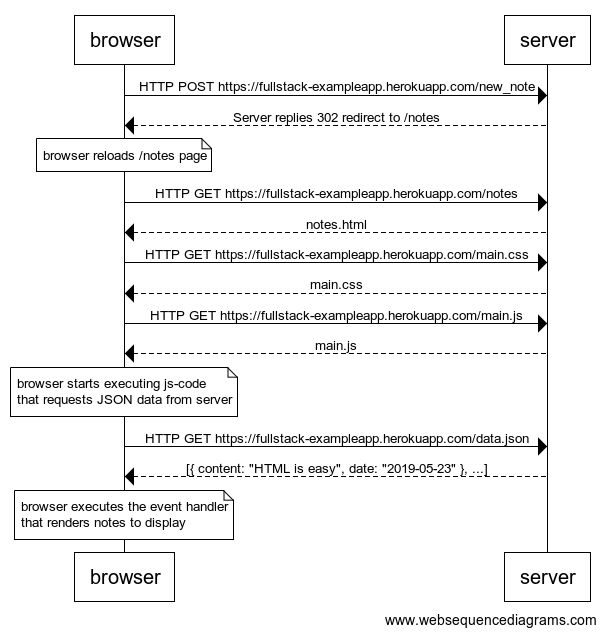 browser
server
HTTP POST https://fullstack-exampleapp.herokuapp.com/new_note
Server replies 302 redirect to /notes
browser reloads /notes page
HTTP GET https://fullstack-exampleapp.herokuapp.com/notes
notes.html
HTTP GET https://fullstack-exampleapp.herokuapp.com/main.css
main.css
HTTP GET https://fullstack-exampleapp.herokuapp.com/main.js
main.js
browser starts executing js-code
that requests JSON data from server
HTTP GET https://fullstack-exampleapp.herokuapp.com/data.json
[{ content: "HTML is easy", date: "2019-05-23" }, ...]
browser executes the event handler
that renders notes to display
browser
server
www.websequencediagrams.com